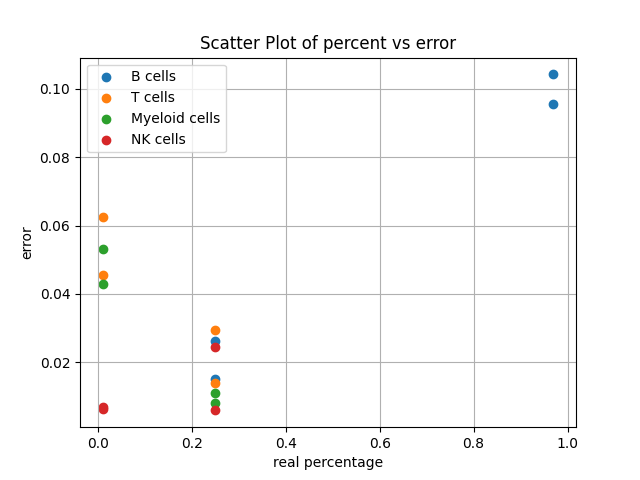 Scatter Plot of percent vs error
B cells
T cells
Myeloid cells
NK cells
0.10
0.08
0.06
0.04
0.02
error
0.0 0.2 0.4 0.6 0.8 1.0
real percentage